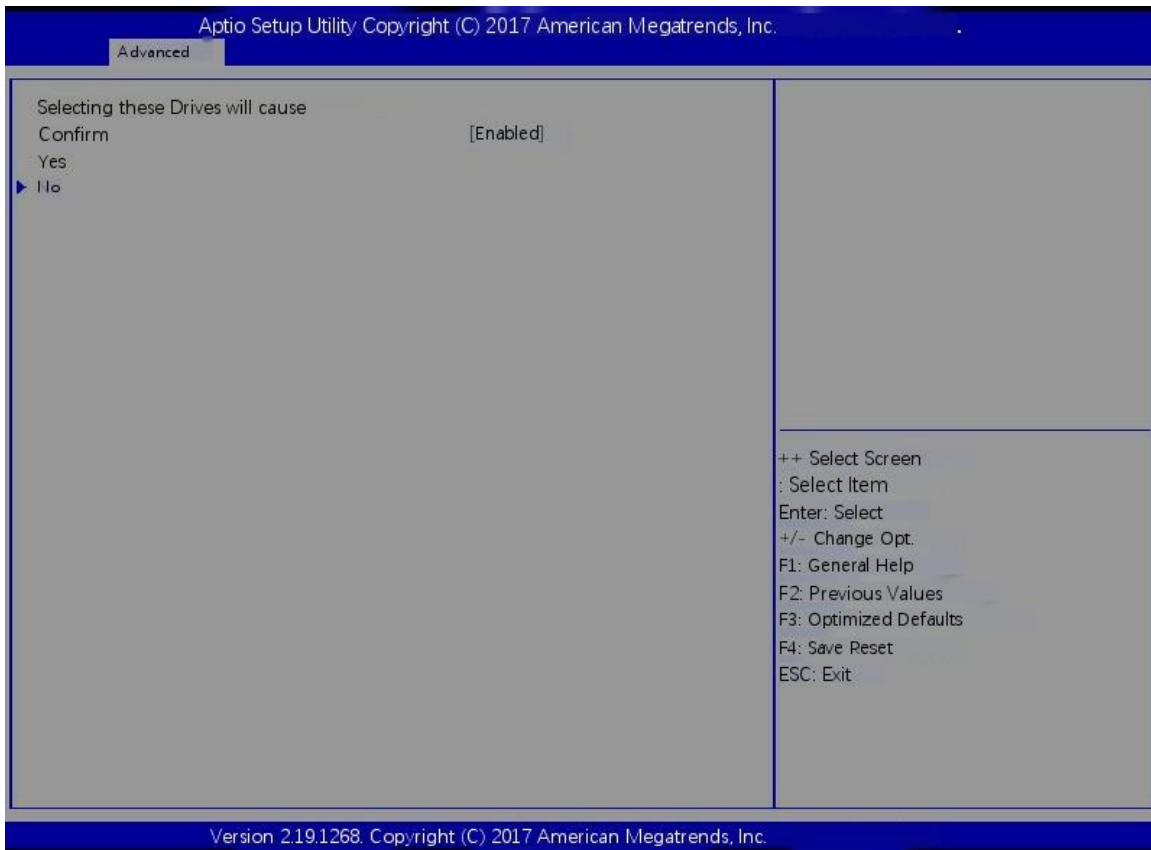 Aptio Setup Utility Copyright (C) 2017 American Megatrends, Inc.
Advanced
Selecting these Drives will cause
Confirm [Enabled]
Yes
No
++ Select Screen
: Select Item
Enter: Select
+/- Change Opt.
F1: General Help
F2: Previous Values
F3: Optimized Defaults
F4: Save Reset
ESC: Exit
Version 2.19.1268. Copyright (C) 2017 American Megatrends, Inc.